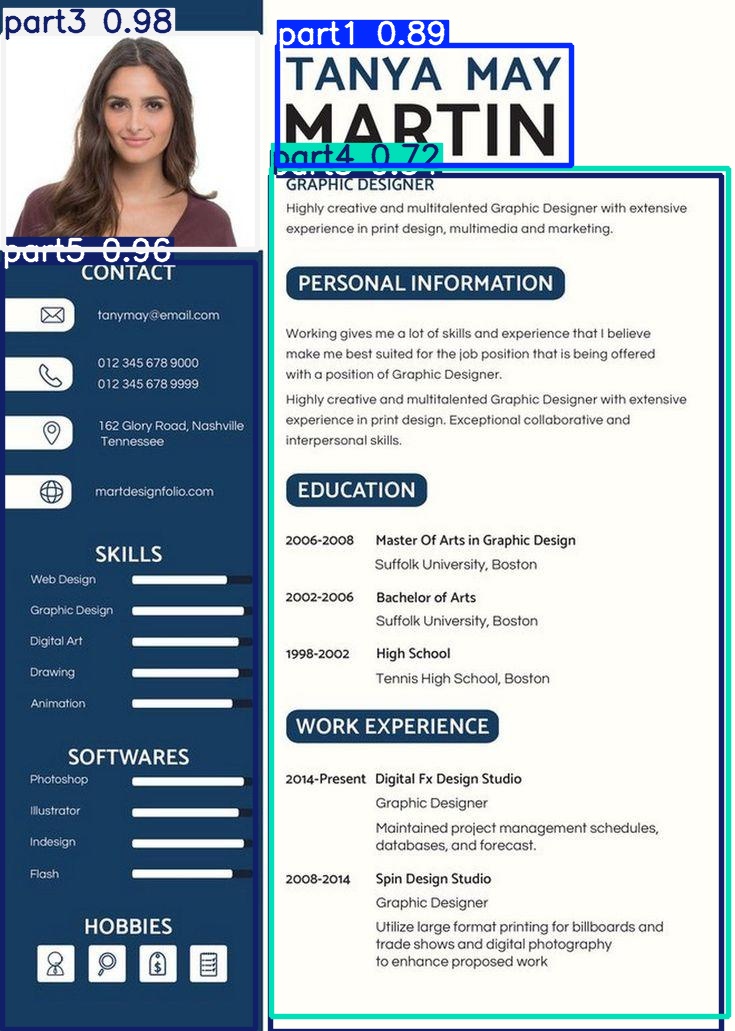 part3 0.98
part1 0.89
TANYA MAY
MARTIN
part4 0.72
GRAPHIC DESIGNER
Highly creative and multitalented Graphic Designer with extensive
experience in print design, multimedia and marketing.
part5 0.96
CONTACT
tanymay@email.com
012 345 678 9000
012 345 678 9999
162 Glory Road, Nashville
Tennessee
martdesignfolio.com
SKILLS
Web Design
Graphic Design
Digital Art
Drawing
Animation
SOFTWARES
Photoshop
Illustrator
Indesign
Flash
HOBBIES
PERSONAL INFORMATION
Working gives me a lot of skills and experience that I believe
make me best suited for the job position that is being offered
with a position of Graphic Designer.
Highly creative and multitalented Graphic Designer with extensive
experience in print design. Exceptional collaborative and
interpersonal skills.
EDUCATION
2006-2008 Master Of Arts in Graphic Design
Suffolk University, Boston
2002-2006 Bachelor of Arts
Suffolk University, Boston
1998-2002 High School
Tennis High School, Boston
WORK EXPERIENCE
2014-Present Digital Fx Design Studio
Graphic Designer
Maintained project management schedules,
databases, and forecast.
2008-2014 Spin Design Studio
Graphic Designer
Utilize large format printing for billboards and
trade shows and digital photography
to enhance proposed work